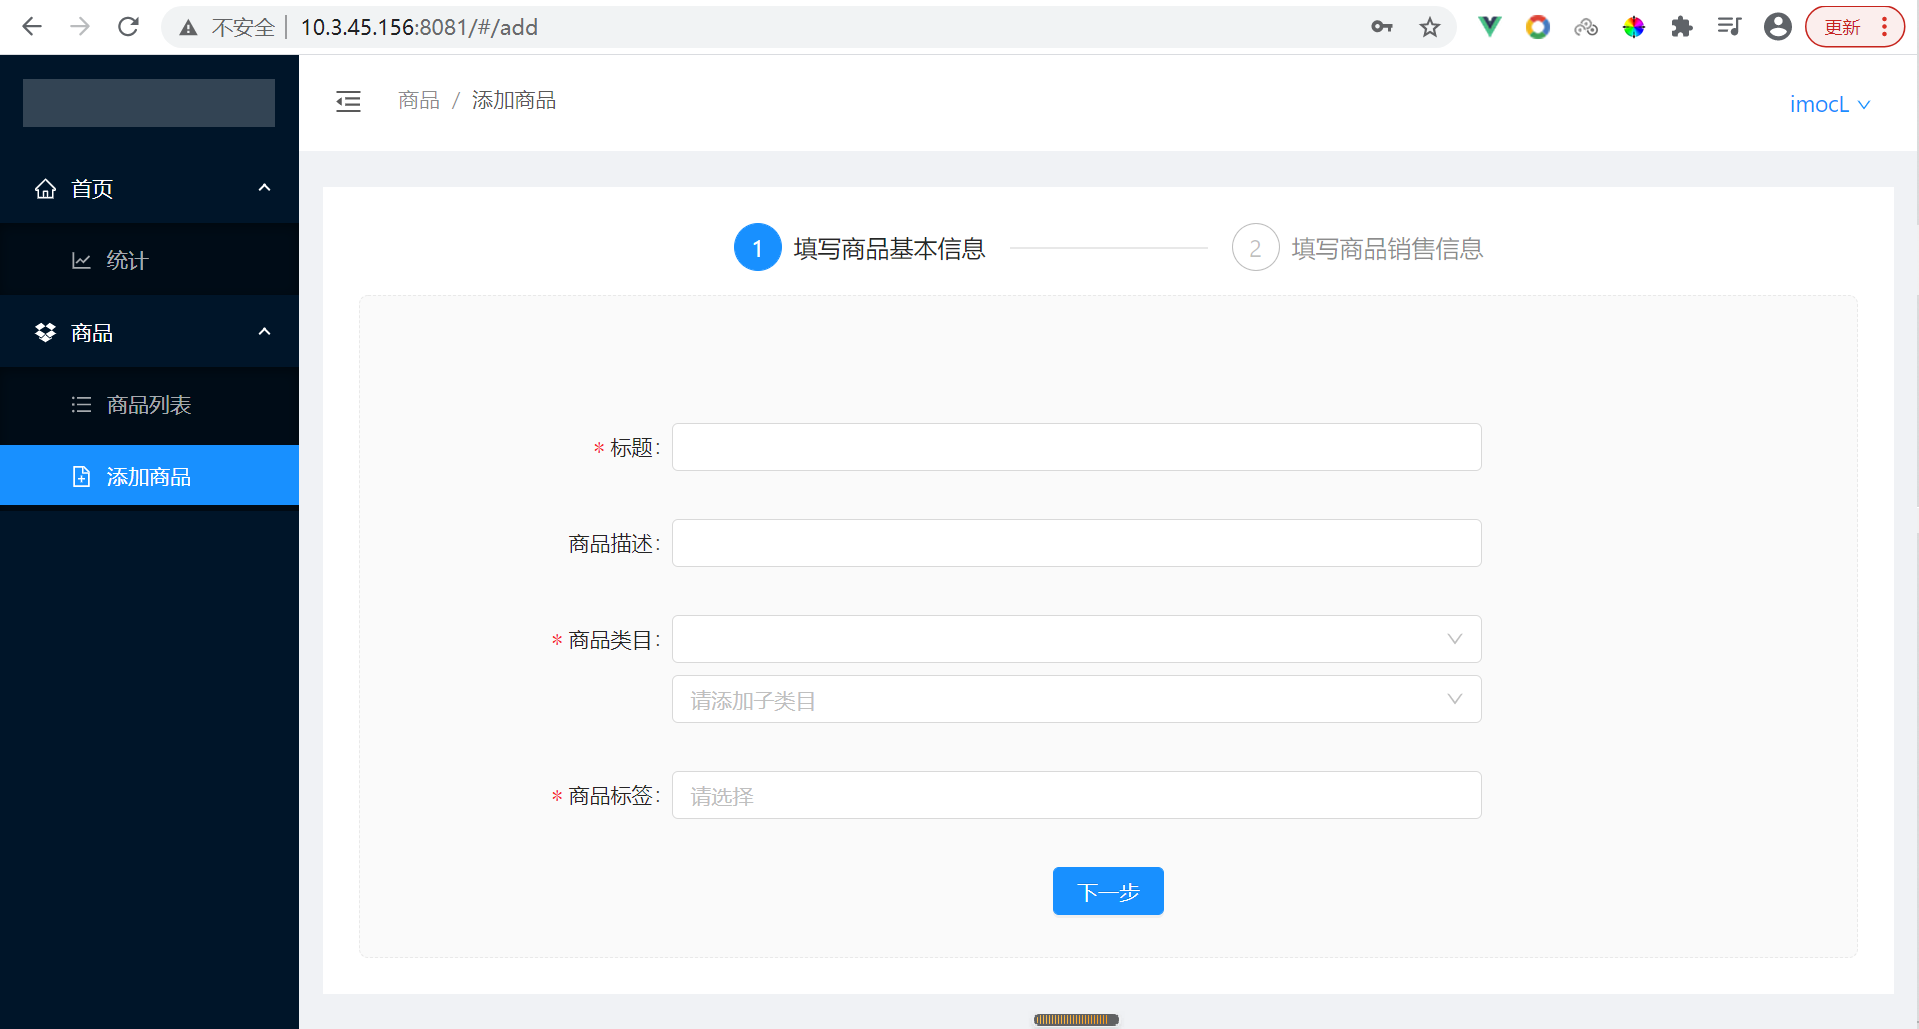 不安全 10.3.45.156:8081/#/add 更新
商品 / 添加商品
imocL
首页
统计
商品
商品列表
添加商品
1 填写商品基本信息 2 填写商品销售信息
* 标题:
商品描述:
* 商品类目:
请添加子类目
* 商品标签: 请选择
下一步